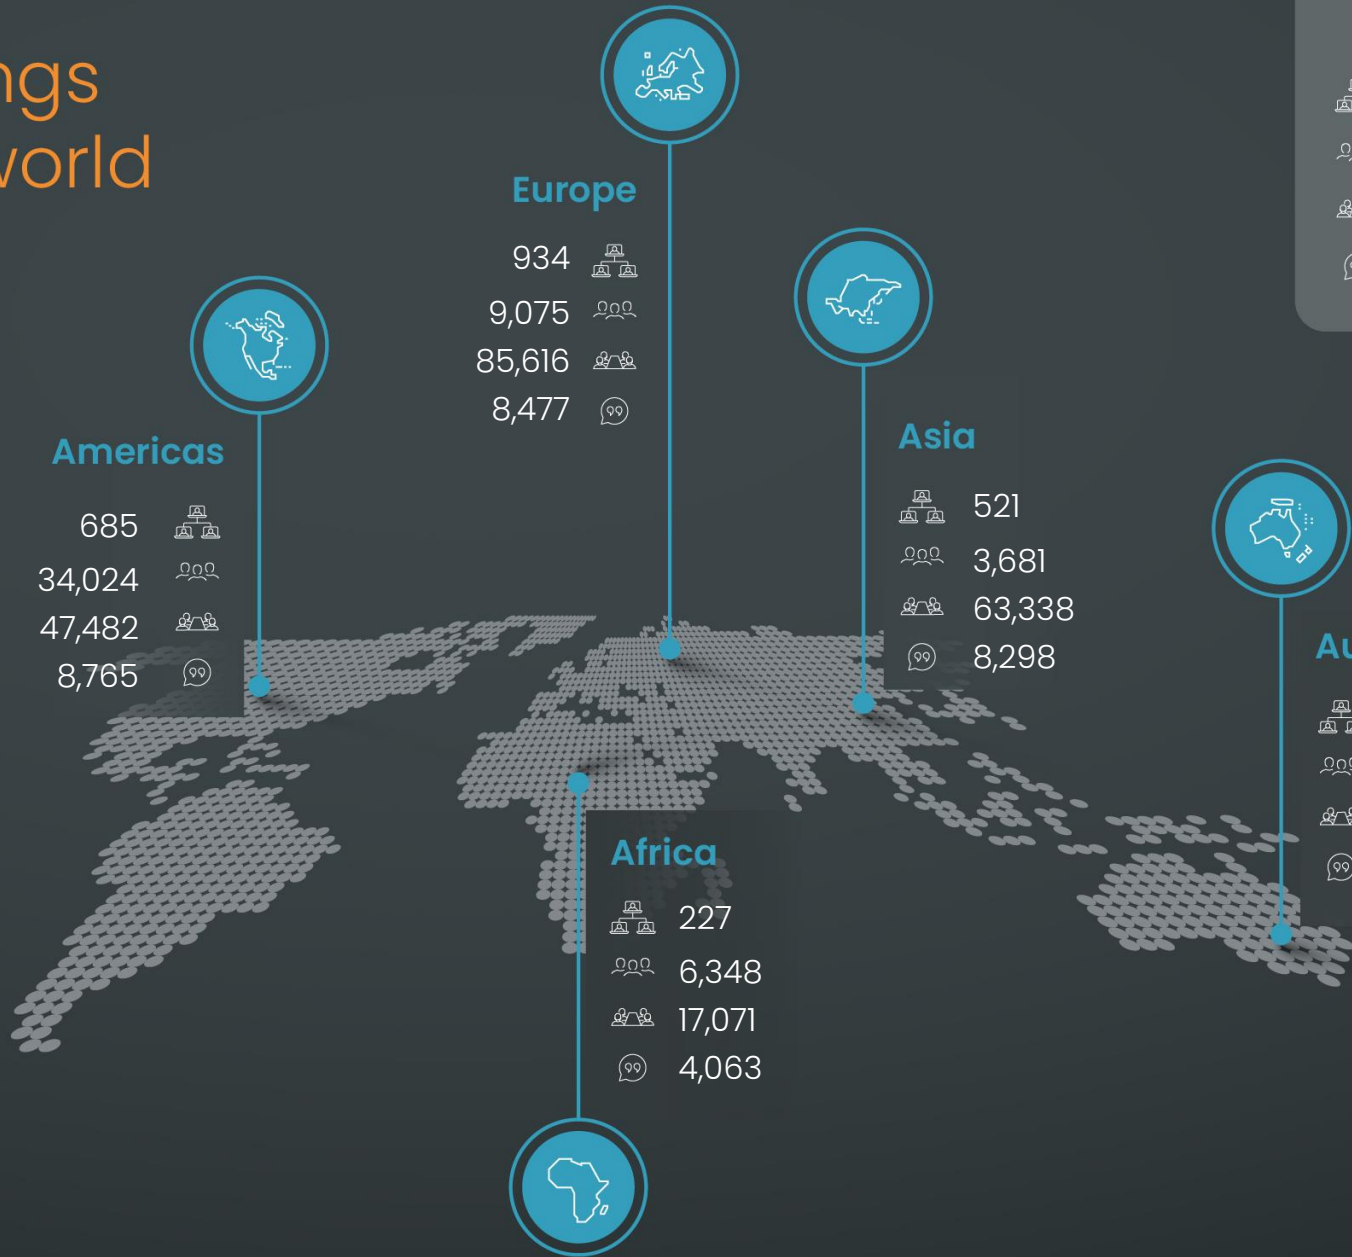 ngs
world
Europe
934
9,075
85,616
8,477
Americas
685
34,024
47,482
8,765
Asia
521
3,681
63,338
8,298
Au
Africa
227
6,348
17,071
4,063